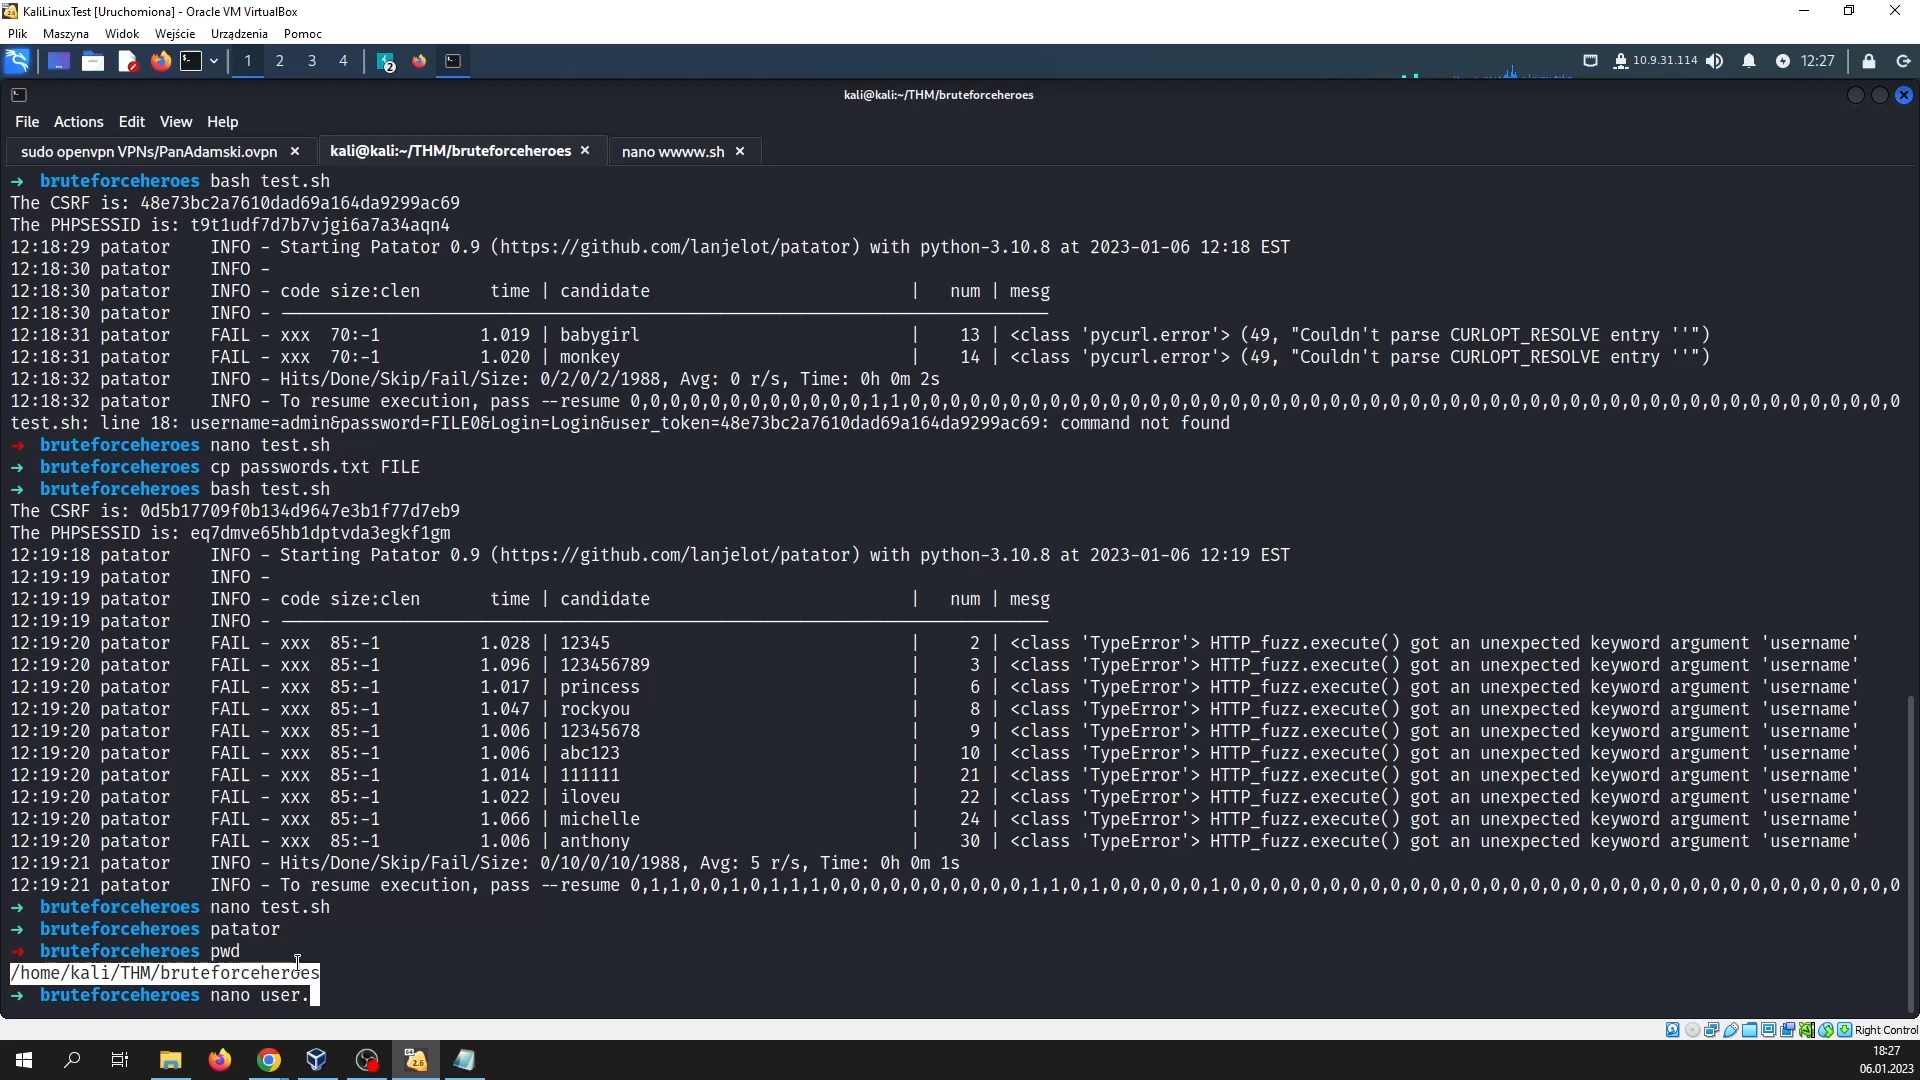 KaliLinuxTest [Uruchomiona] - Oracle VM VirtualBox
Plik Maszyna Widok Wejście Urządzenia Pomoc
1 2 3 4 2 10.9.31.114 12:27
kali@kali:~/THM/bruteforceheroes
File Actions Edit View Help
sudo openvpn VPNs/PanAdamski.ovpn × kali@kali:~/THM/bruteforceheroes × nano wwww.sh ×
→ bruteforceheroes bash test.sh
The CSRF is: 48e73bc2a7610dad69a164da9299ac69
The PHPSESSID is: t9t1udf7d7b7vjgi6a7a34aqn4
12:18:29 patator    INFO - Starting Patator 0.9 (https://github.com/lanjelot/patator) with python-3.10.8 at 2023-01-06 12:18 EST
12:18:30 patator    INFO -
12:18:30 patator    INFO - code size:clen       time | candidate                          |   num | mesg
12:18:30 patator    INFO - -----------------------------------------------------------------------------
12:18:31 patator    FAIL - xxx  70:-1          1.019 | babygirl                           |    13 | <class 'pycurl.error'> (49, "Couldn't parse CURLOPT_RESOLVE entry ''")
12:18:31 patator    FAIL - xxx  70:-1          1.020 | monkey                             |    14 | <class 'pycurl.error'> (49, "Couldn't parse CURLOPT_RESOLVE entry ''")
12:18:32 patator    INFO - Hits/Done/Skip/Fail/Size: 0/2/0/2/1988, Avg: 0 r/s, Time: 0h 0m 2s
12:18:32 patator    INFO - To resume execution, pass --resume 0,0,0,0,0,0,0,0,0,0,0,0,1,1,0,0,0,0,0,0,0,0,0,0,0,0,0,0,0,0,0,0,0,0,0,0,0,0,0,0,0,0,0,0,0,0,0,0,0,0,0,0,0,0,0,0,0,0,0,0,0,0,0,0
test.sh: line 18: username=admin&password=FILE0&Login=Login&user_token=48e73bc2a7610dad69a164da9299ac69: command not found
→ bruteforceheroes nano test.sh
→ bruteforceheroes cp passwords.txt FILE
→ bruteforceheroes bash test.sh
The CSRF is: 0d5b17709f0b134d9647e3b1f77d7eb9
The PHPSESSID is: eq7dmve65hb1dptvda3egkf1gm
12:19:18 patator    INFO - Starting Patator 0.9 (https://github.com/lanjelot/patator) with python-3.10.8 at 2023-01-06 12:19 EST
12:19:19 patator    INFO -
12:19:19 patator    INFO - code size:clen       time | candidate                          |   num | mesg
12:19:19 patator    INFO - -----------------------------------------------------------------------------
12:19:20 patator    FAIL - xxx  85:-1          1.028 | 12345                              |     2 | <class 'TypeError'> HTTP_fuzz.execute() got an unexpected keyword argument 'username'
12:19:20 patator    FAIL - xxx  85:-1          1.096 | 123456789                          |     3 | <class 'TypeError'> HTTP_fuzz.execute() got an unexpected keyword argument 'username'
12:19:20 patator    FAIL - xxx  85:-1          1.017 | princess                           |     6 | <class 'TypeError'> HTTP_fuzz.execute() got an unexpected keyword argument 'username'
12:19:20 patator    FAIL - xxx  85:-1          1.047 | rockyou                            |     8 | <class 'TypeError'> HTTP_fuzz.execute() got an unexpected keyword argument 'username'
12:19:20 patator    FAIL - xxx  85:-1          1.006 | 12345678                           |     9 | <class 'TypeError'> HTTP_fuzz.execute() got an unexpected keyword argument 'username'
12:19:20 patator    FAIL - xxx  85:-1          1.006 | abc123                             |    10 | <class 'TypeError'> HTTP_fuzz.execute() got an unexpected keyword argument 'username'
12:19:20 patator    FAIL - xxx  85:-1          1.014 | 111111                             |    21 | <class 'TypeError'> HTTP_fuzz.execute() got an unexpected keyword argument 'username'
12:19:20 patator    FAIL - xxx  85:-1          1.022 | iloveu                             |    22 | <class 'TypeError'> HTTP_fuzz.execute() got an unexpected keyword argument 'username'
12:19:20 patator    FAIL - xxx  85:-1          1.066 | michelle                           |    24 | <class 'TypeError'> HTTP_fuzz.execute() got an unexpected keyword argument 'username'
12:19:20 patator    FAIL - xxx  85:-1          1.006 | anthony                            |    30 | <class 'TypeError'> HTTP_fuzz.execute() got an unexpected keyword argument 'username'
12:19:21 patator    INFO - Hits/Done/Skip/Fail/Size: 0/10/0/10/1988, Avg: 5 r/s, Time: 0h 0m 1s
12:19:21 patator    INFO - To resume execution, pass --resume 0,1,1,0,0,1,0,1,1,1,0,0,0,0,0,0,0,0,0,0,1,1,0,1,0,0,0,0,0,1,0,0,0,0,0,0,0,0,0,0,0,0,0,0,0,0,0,0,0,0,0,0,0,0,0,0,0,0,0,0,0,0,0,0
→ bruteforceheroes nano test.sh
→ bruteforceheroes patator
→ bruteforceheroes pwd
/home/kali/THM/bruteforceheroes
→ bruteforceheroes nano user.
Right Control
18:27
06.01.2023